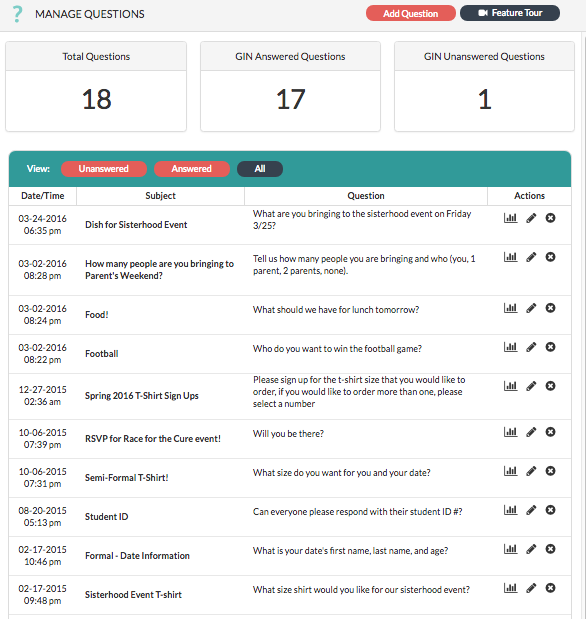 ? MANAGE QUESTIONS Add Question Feature Tour
Total Questions GIN Answered Questions GIN Unanswered Questions
18 17 1
View: Unanswered Answered All
Date/Time Subject Question Actions
03-24-2016
06:35 pm
Dish for Sisterhood Event
What are you bringing to the sisterhood event on Friday
3/25?
03-02-2016
08:28 pm
How many people are you bringing to
Parent's Weekend?
Tell us how many people you are bringing and who (you, 1
parent, 2 parents, none).
03-02-2016
08:24 pm
Food!
What should we have for lunch tomorrow?
03-02-2016
08:22 pm
Football
Who do you want to win the football game?
12-27-2015
02:36 am
Spring 2016 T-Shirt Sign Ups
Please sign up for the t-shirt size that you would like to
order, if you would like to order more than one, please
select a number
10-06-2015
07:39 pm
RSVP for Race for the Cure event!
Will you be there?
10-06-2015
07:31 pm
Semi-Formal T-Shirt!
What size do you want for you and your date?
08-20-2015
05:13 pm
Student ID
Can everyone please respond with their student ID #?
02-17-2015
10:46 pm
Formal - Date Information
What is your date's first name, last name, and age?
02-17-2015
09:48 pm
Sisterhood Event T-shirt
What size shirt would you like for our sisterhood event?